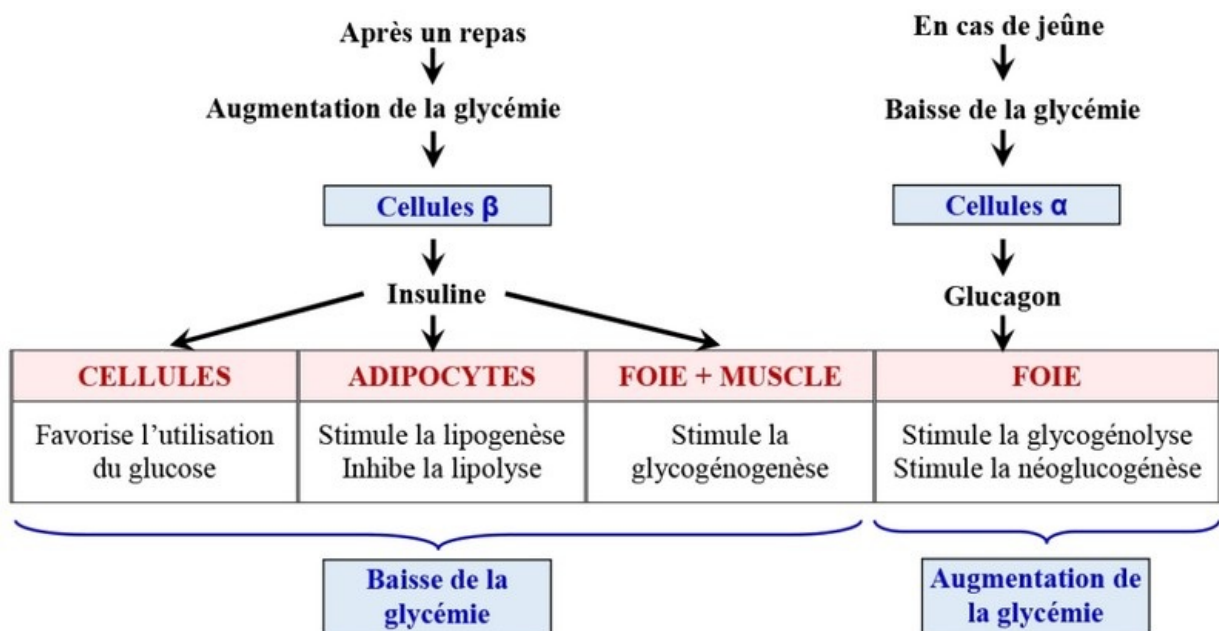 Après un repas
Augmentation de la glycémie
Cellules β
Insuline
En cas de jeûne
Baisse de la glycémie
Cellules α
Glucagon
CELLULES
Favorise l’utilisation
du glucose
ADIPOCYTES
Stimule la lipogenèse
Inhibe la lipolyse
FOIE + MUSCLE
Stimule la
glycogénogenèse
FOIE
Stimule la glycogénolyse
Stimule la néoglucogénèse
Baisse de la
glycémie
Augmentation de
la glycémie